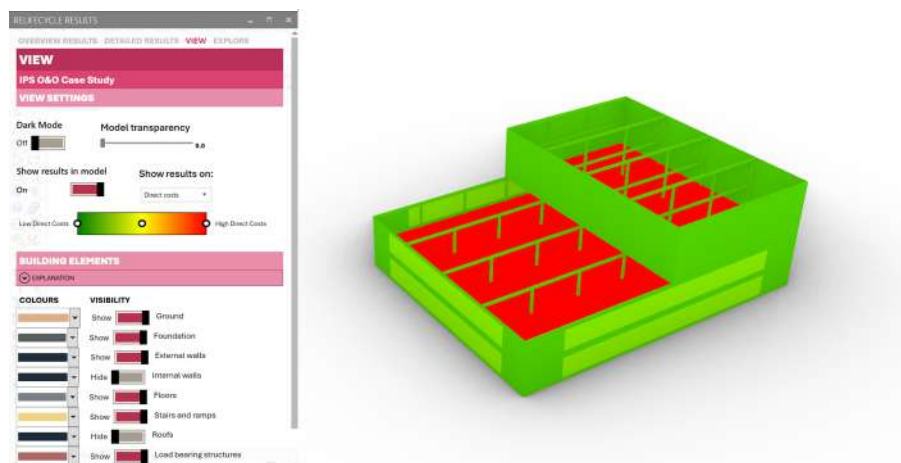 RELIFECYCLE RESULTS
OVERVIEW RESULTS DETAILED RESULTS VIEW EXPLORE
VIEW
IPS O&O Case Study
VIEW SETTINGS
Dark Mode Model transparency
Off 0.0
Show results in model Show results on:
On Direct costs
Low Direct Costs High Direct Costs
BUILDING ELEMENTS
EXPLANATION
COLOURS VISIBILITY
Show Ground
Show Foundation
Show External walls
Hide Internal walls
Show Floors
Show Stairs and ramps
Hide Roofs
Show Load bearing structures